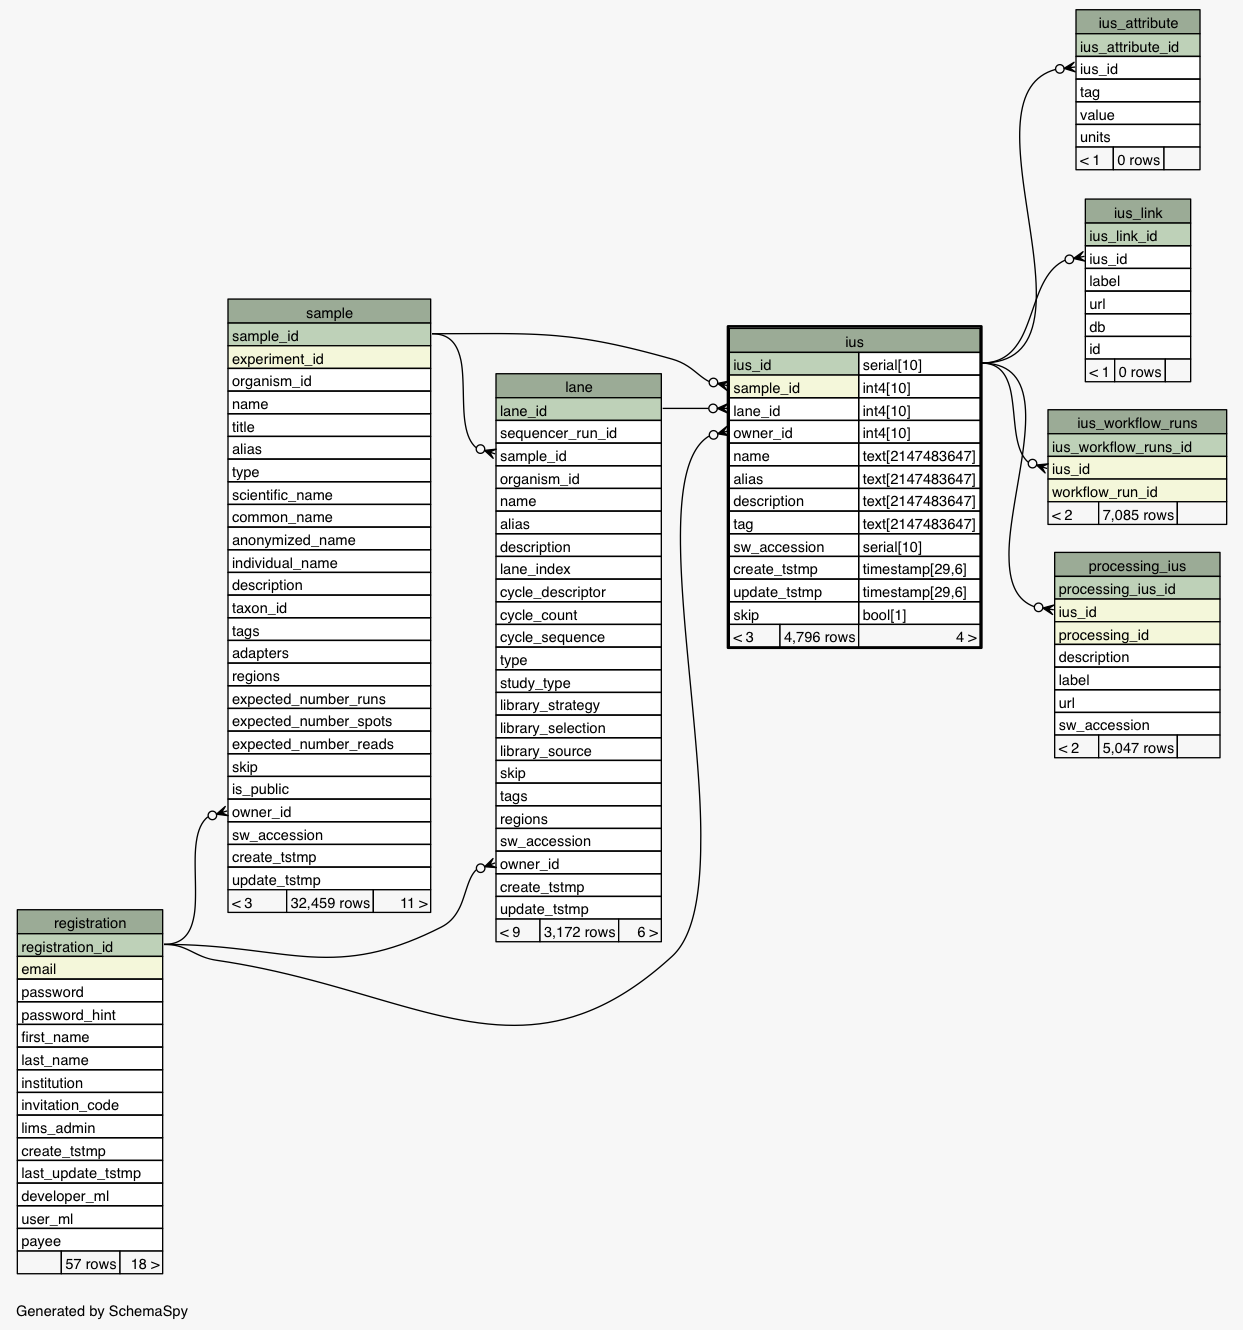 ius_attribute
ius_attribute_id
ius_id
tag
value
units
< 1 0 rows
ius_link
ius_link_id
ius_id
label
url
db
id
< 1 0 rows
sample
sample_id
experiment_id
organism_id
name
title
alias
type
scientific_name
common_name
anonymized_name
individual_name
description
taxon_id
tags
adapters
regions
expected_number_runs
expected_number_spots
expected_number_reads
skip
is_public
owner_id
sw_accession
create_tstmp
update_tstmp
< 3 32,459 rows 11 >
lane
lane_id
sequencer_run_id
sample_id
organism_id
name
alias
description
lane_index
cycle_descriptor
cycle_count
cycle_sequence
type
study_type
library_strategy
library_selection
library_source
skip
tags
regions
sw_accession
owner_id
create_tstmp
update_tstmp
< 9 3,172 rows 6 >
ius
ius_id serial[10]
sample_id int4[10]
lane_id int4[10]
owner_id int4[10]
name text[2147483647]
alias text[2147483647]
description text[2147483647]
tag text[2147483647]
sw_accession serial[10]
create_tstmp timestamp[29,6]
update_tstmp timestamp[29,6]
skip bool[1]
< 3 4,796 rows 4 >
ius_workflow_runs
ius_workflow_runs_id
ius_id
workflow_run_id
< 2 7,085 rows
processing_ius
processing_ius_id
ius_id
processing_id
description
label
url
sw_accession
< 2 5,047 rows
registration
registration_id
email
password
password_hint
first_name
last_name
institution
invitation_code
lims_admin
create_tstmp
last_update_tstmp
developer_ml
user_ml
payee
57 rows 18 >
Generated by SchemaSpy